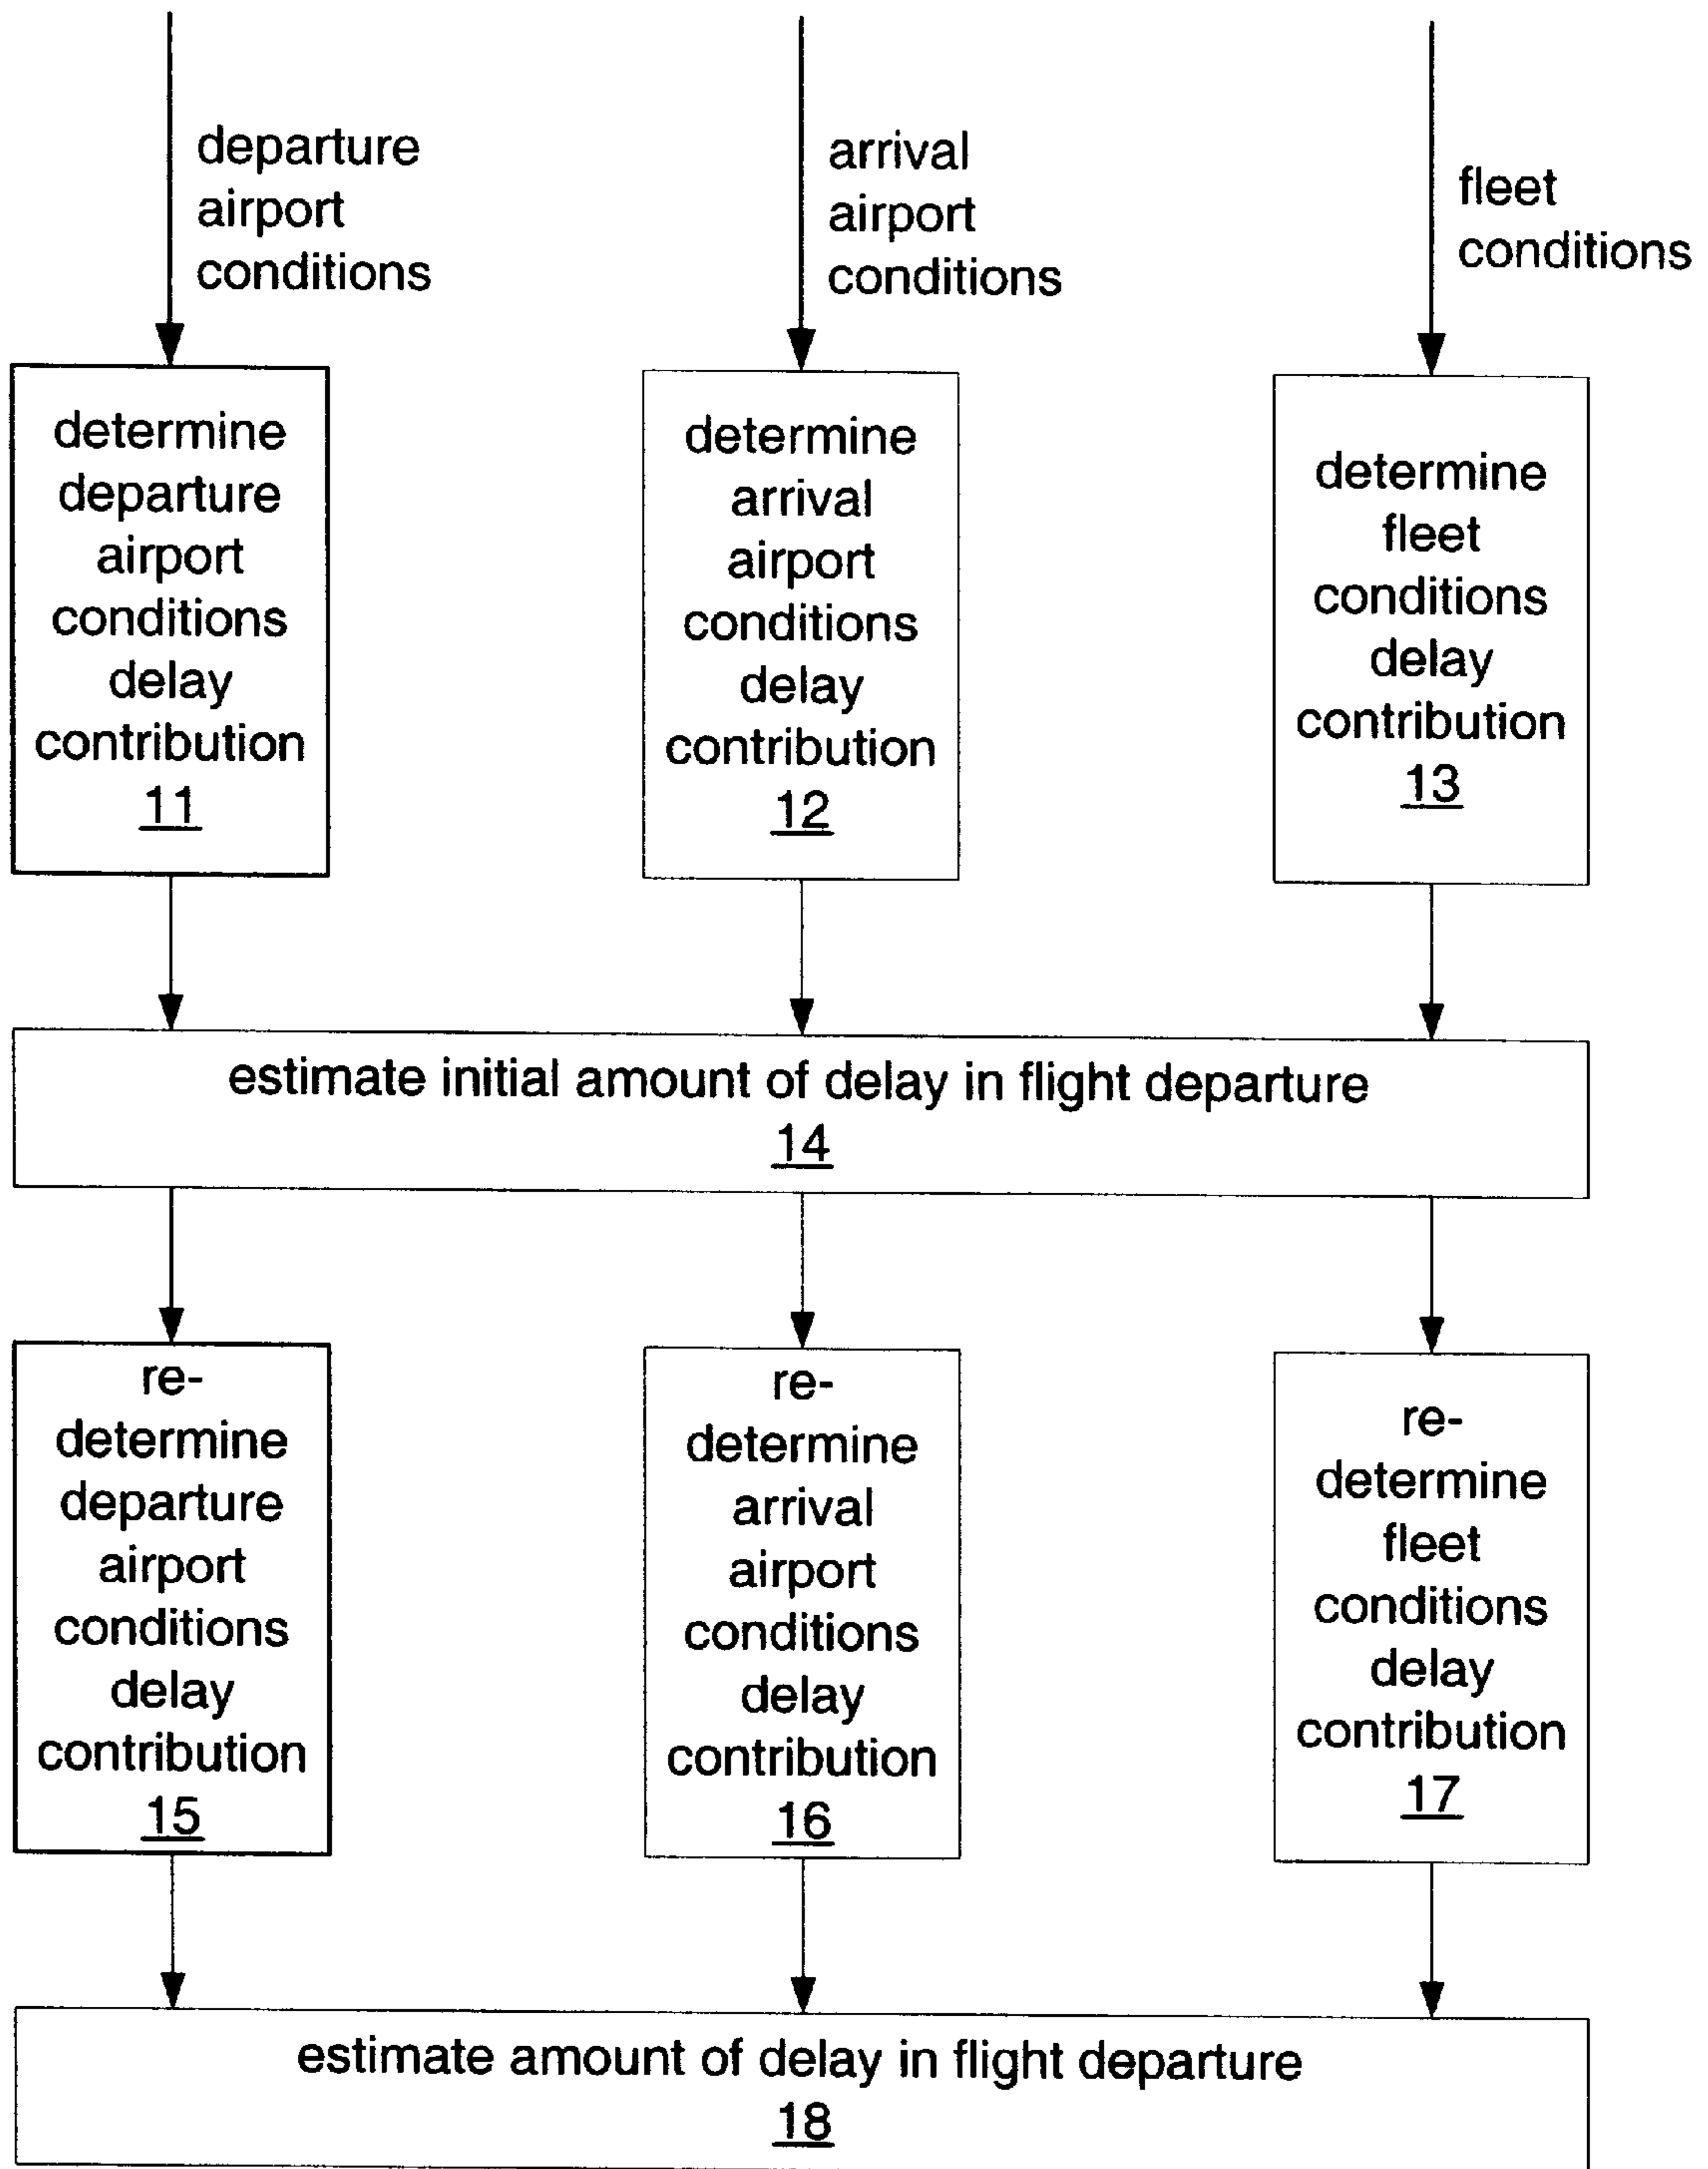 departure
airport
conditions
arrival
airport
conditions
fleet
conditions
determine
departure
airport
conditions
delay
contribution
11
determine
arrival
airport
conditions
delay
contribution
12
determine
fleet
conditions
delay
contribution
13
estimate initial amount of delay in flight departure
14
re-
determine
departure
airport
conditions
delay
contribution
15
re-
determine
arrival
airport
conditions
delay
contribution
16
re-
determine
fleet
conditions
delay
contribution
17
estimate amount of delay in flight departure
18